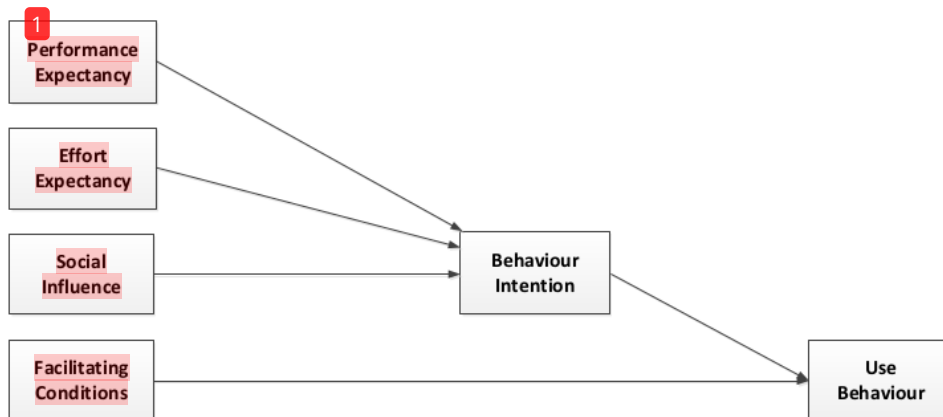 1
Performance
Expectancy
Effort
Expectancy
Social
Influence
Behaviour
Intention
Facilitating
Conditions
Use
Behaviour